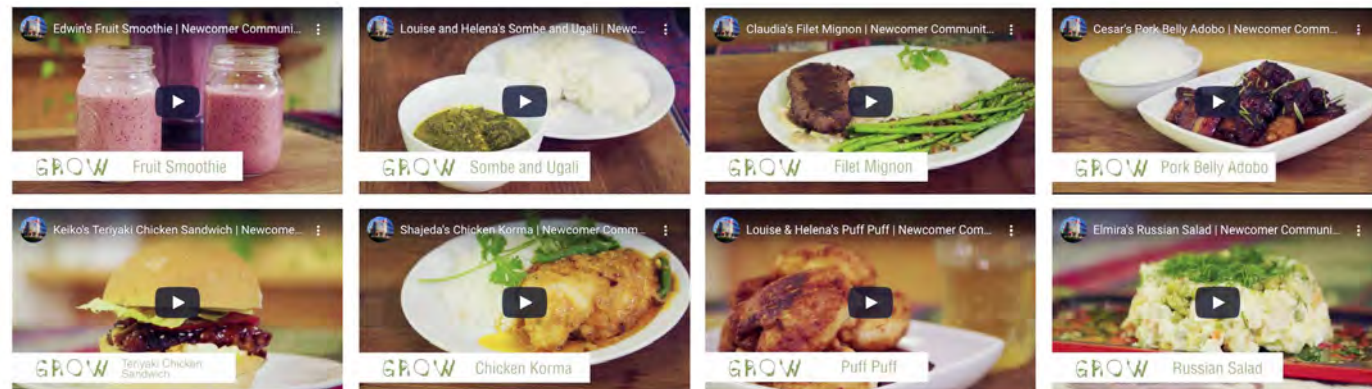 Edwin's Fruit Smoothie | Newcomer Communi...
GROW Fruit Smoothie
Louise and Helena's Sombe and Ugali | Newc...
GROW Sombe and Ugali
Claudia's Filet Mignon | Newcomer Communit...
GROW Filet Mignon
Cesar's Pork Belly Adobo | Newcomer Comm...
GROW Pork Belly Adobo
Keiko's Teriyaki Chicken Sandwich | Newcome...
GROW Teriyaki Chicken
Sandwich
Shajeda's Chicken Korma | Newcomer Comm...
GROW Chicken Korma
Louise & Helena's Puff Puff | Newcomer Com...
GROW Puff Puff
Elmira's Russian Salad | Newcomer Communi...
GROW Russian Salad